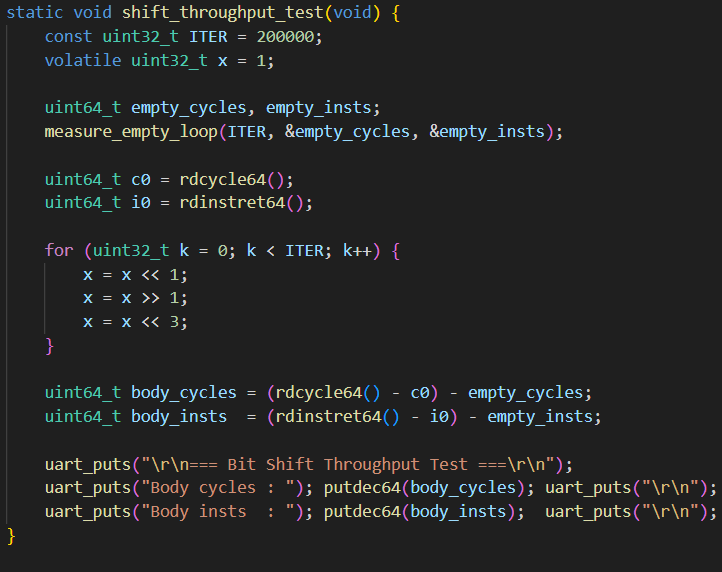 static void shift_throughput_test(void) {
    const uint32_t ITER = 200000;
    volatile uint32_t x = 1;

    uint64_t empty_cycles, empty_insts;
    measure_empty_loop(ITER, &empty_cycles, &empty_insts);

    uint64_t c0 = rdcycle64();
    uint64_t i0 = rdinstret64();

    for (uint32_t k = 0; k < ITER; k++) {
        x = x << 1;
        x = x >> 1;
        x = x << 3;
    }

    uint64_t body_cycles = (rdcycle64() - c0) - empty_cycles;
    uint64_t body_insts  = (rdinstret64() - i0) - empty_insts;

    uart_puts("\r\n=== Bit Shift Throughput Test ===\r\n");
    uart_puts("Body cycles : "); putdec64(body_cycles); uart_puts("\r\n");
    uart_puts("Body insts  : "); putdec64(body_insts);  uart_puts("\r\n");
}